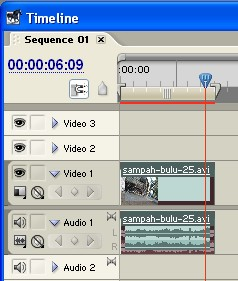 Timeline
Sequence 01
00:00:06:09
:00:00
Video 3
Video 2
Video 1
sampah-bulu-25.avi
Audio 1
sampah-bulu-25.avi
L
R
Audio 2